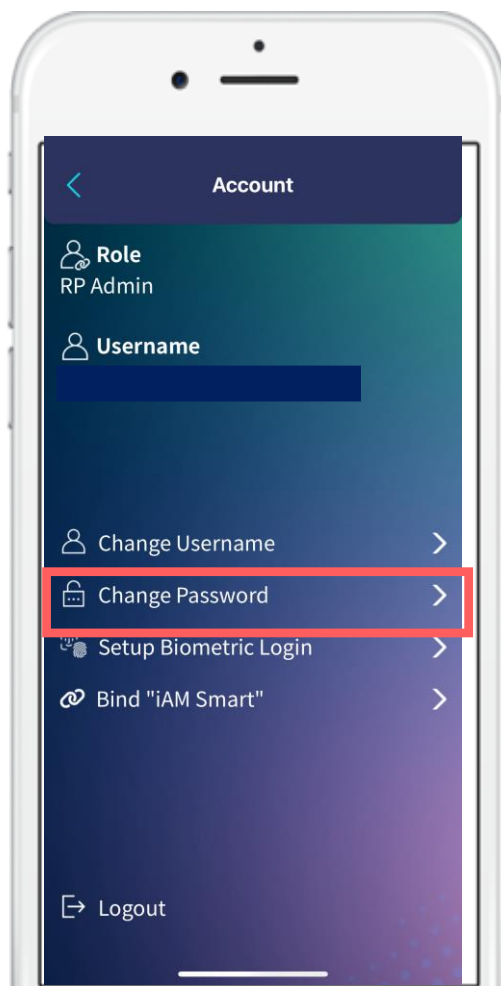 Account
Role
RP Admin
Username
Change Username
Change Password
Setup Biometric Login
Bind "iAM Smart"
Logout